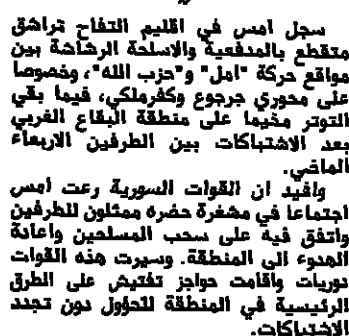 سجل امس في اقليم التفاح تراشق
متقطع بالمدفعية والاسلحة الرشاشة بين
مواقع حركة "امل" و"حزب الله"، وخصوصا
على محوري جرجوع وكفرملكي، فيما بقي
التوتر مخيما على منطقة البقاع الغربي
بعد الاشتباكات بين الطرفين الاربعاء
الماضي.
وافيد ان القوات السورية رعت امس
اجتماعا في مشغرة حضره ممثلون للطرفين
واتفق فيه على سحب المسلحين واعادة
الهدوء الى المنطقة. وسيرت هذه القوات
دوريات واقامت حواجز تفتيش على الطرق
الرئيسية في المنطقة للحؤول دون تجدد
الاشتباكات.